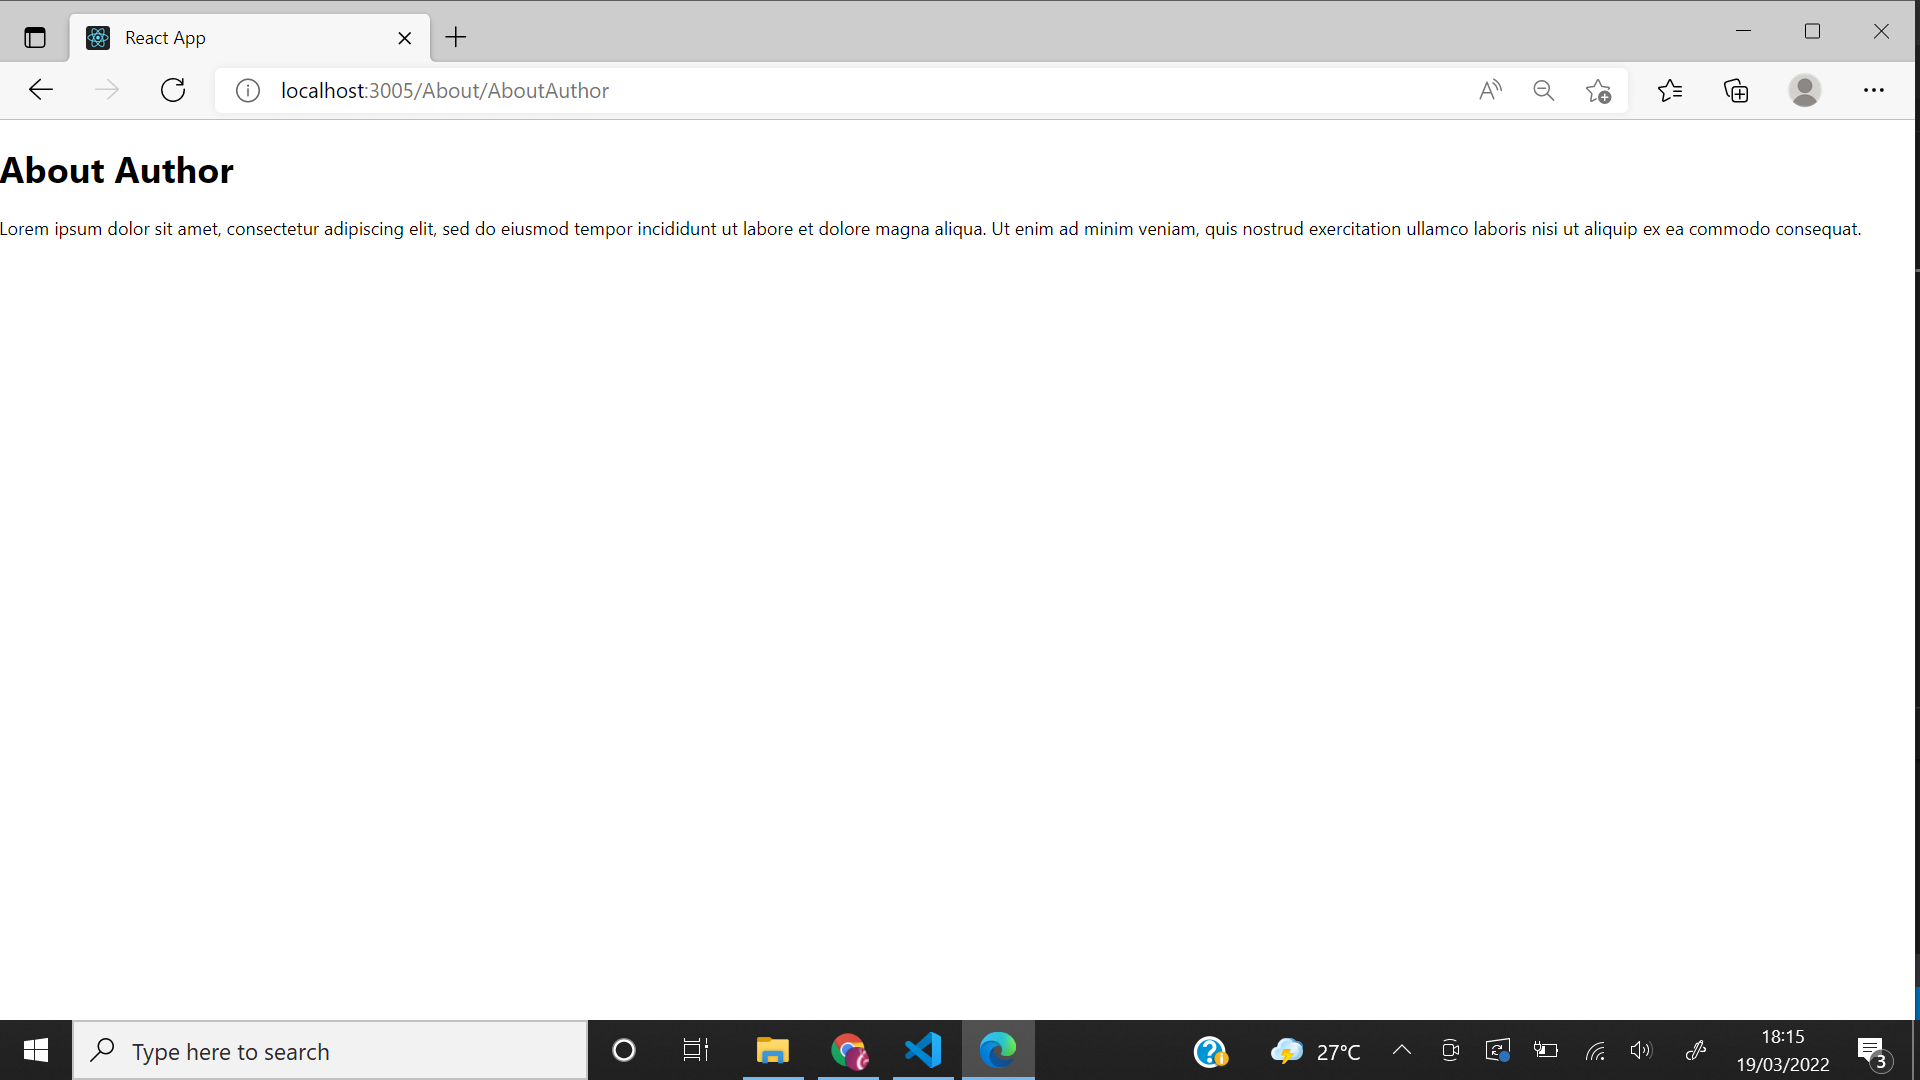 React App
localhost:3005/About/AboutAuthor
About Author
Lorem ipsum dolor sit amet, consectetur adipiscing elit, sed do eiusmod tempor incididunt ut labore et dolore magna aliqua. Ut enim ad minim veniam, quis nostrud exercitation ullamco laboris nisi ut aliquip ex ea commodo consequat.
Type here to search
27°C
18:15
19/03/2022
3